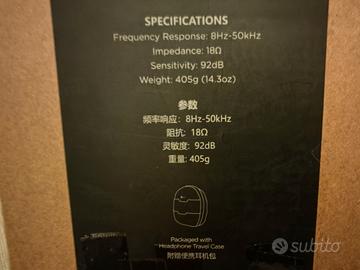 SPECIFICATIONS
Frequency Response: 8Hz-50kHz
Impedance: 18Ω
Sensitivity: 92dB
Weight: 405g (14.3oz)
参数
频率响应: 8Hz-50kHz
阻抗: 18Ω
灵敏度: 92dB
重量: 405g
Packaged with
Headphone Travel Case
附赠便携耳机包
subito